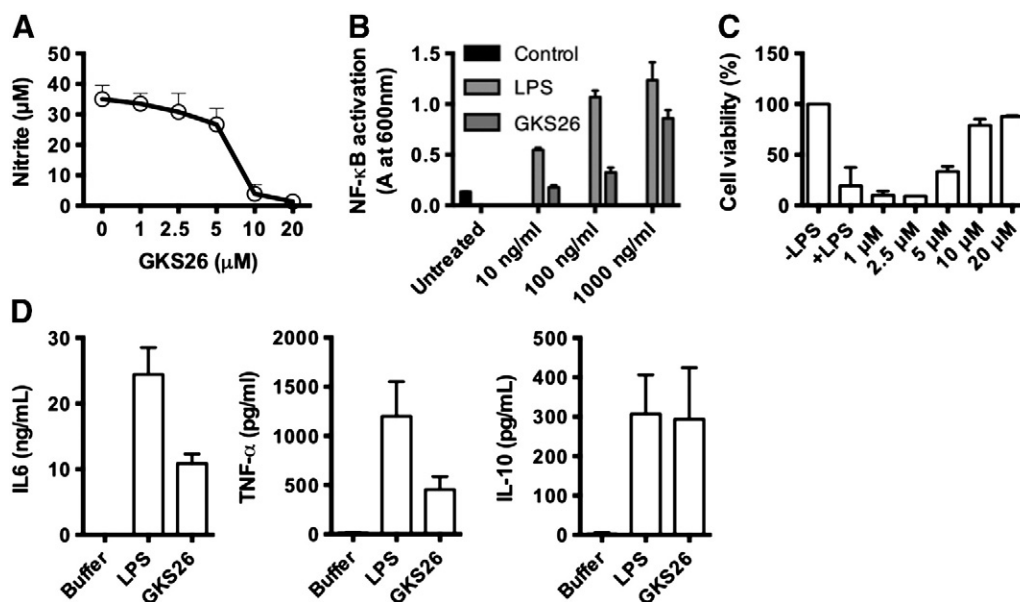 A
Nitrite (µM)
50
40
30
20
10
0
0 1 2.5 5 10 20
GKS26 (µM)
B
NF-κB activation
(A at 600nm)
1.5
1.0
0.5
0.0
Control
LPS
GKS26
Untreated
10 ng/ml
100 ng/ml
1000 ng/ml
C
Cell viability (%)
150
100
50
0
-LPS
+LPS
1 µM
2.5 µM
5 µM
10 µM
20 µM
D
IL6 (ng/mL)
30
20
10
0
Buffer
LPS
GKS26
TNF-α (pg/ml)
2000
1500
1000
500
0
Buffer
LPS
GKS26
IL-10 (pg/mL)
500
400
300
200
100
0
Buffer
LPS
GKS26